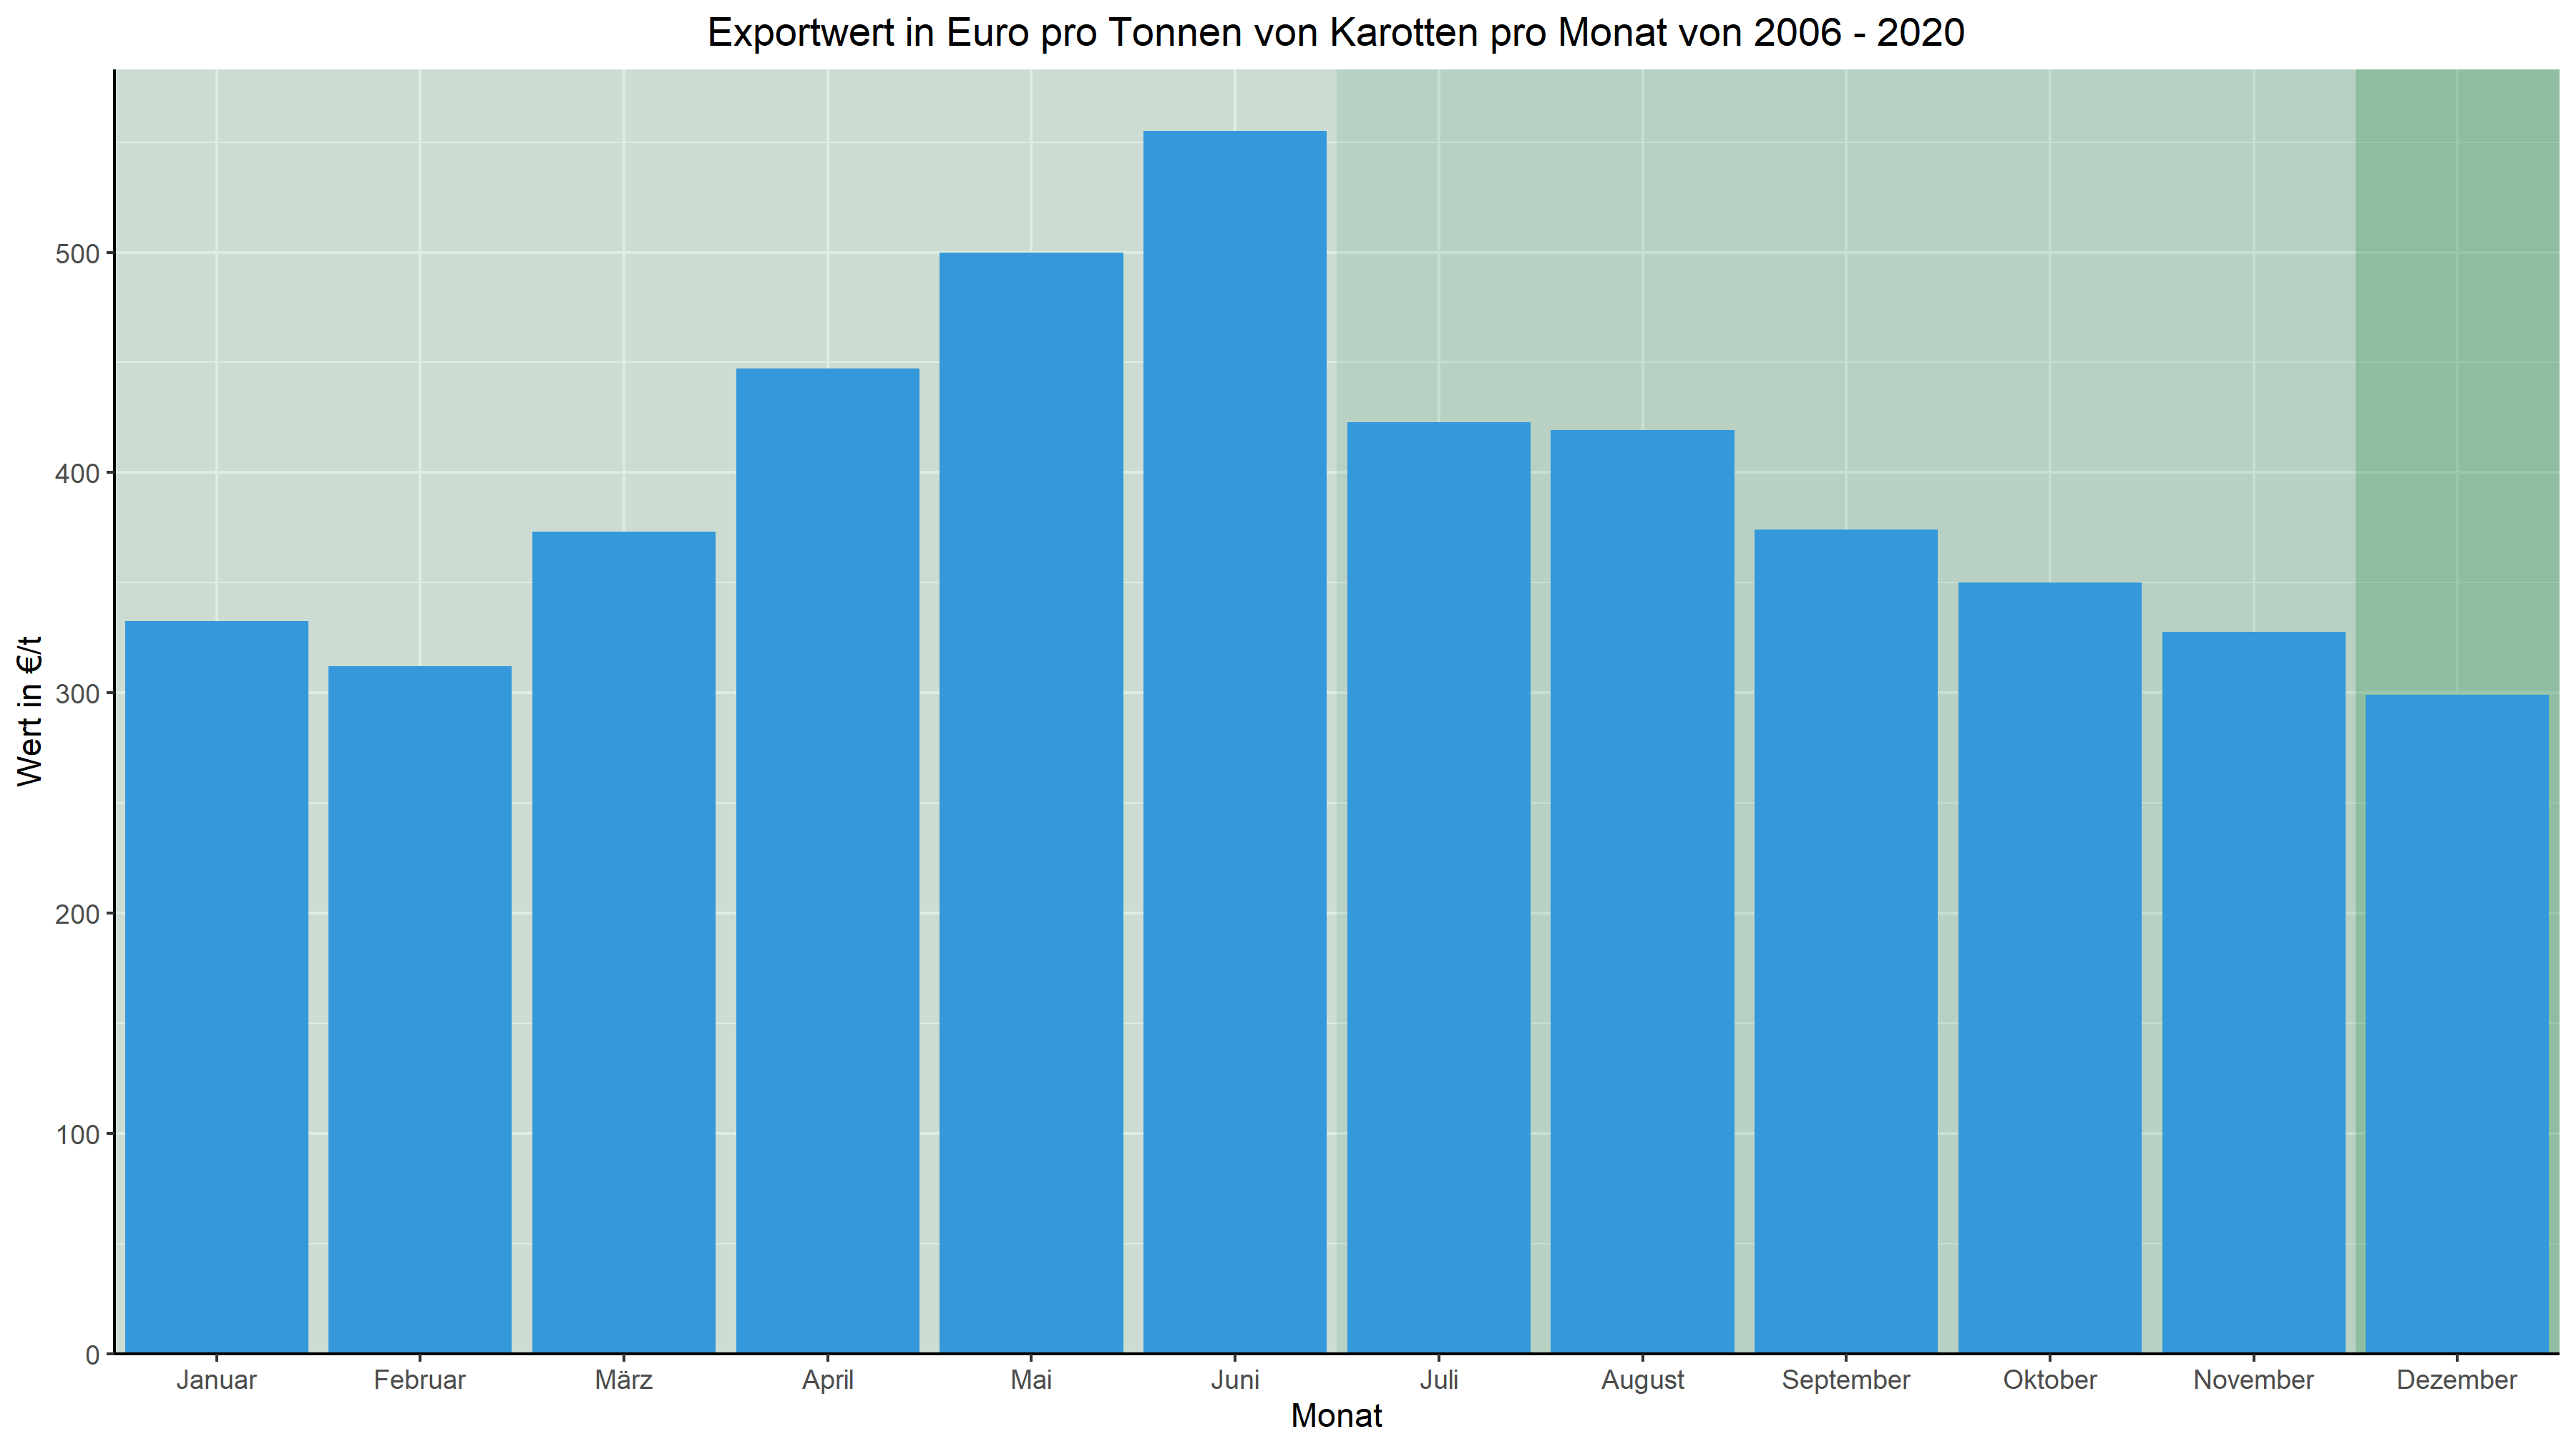 Exportwert in Euro pro Tonnen von Karotten pro Monat von 2006 - 2020
Wert in €/t
500
400
300
200
100
0
Januar Februar März April Mai Juni Juli August September Oktober November Dezember
Monat